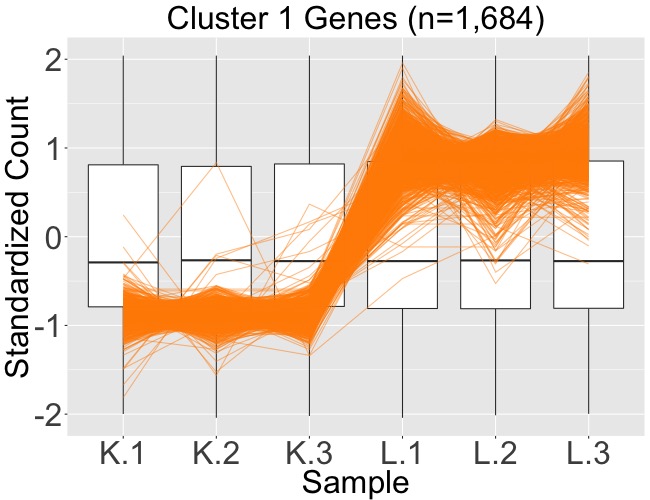 Cluster 1 Genes (n=1,684)
Standardized Count
2
1
0
-1
-2
K.1 K.2 K.3 L.1 L.2 L.3
Sample